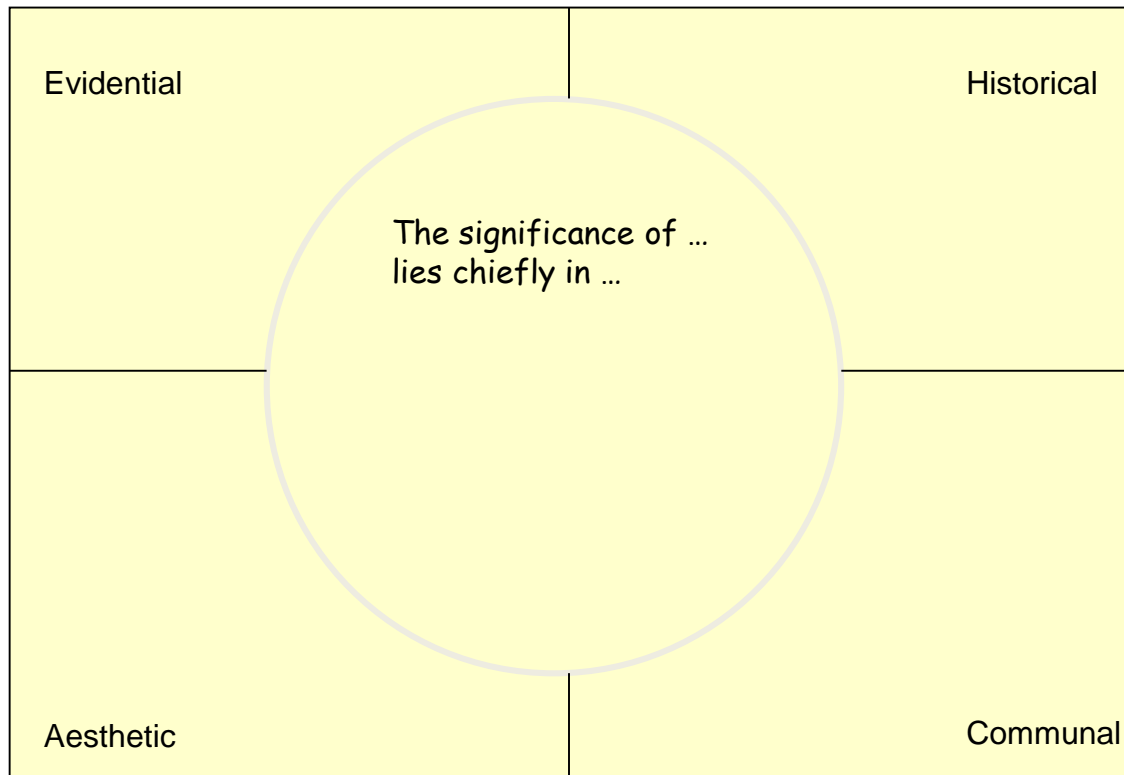 Evidential
Historical
The significance of …
lies chiefly in …
Aesthetic
Communal